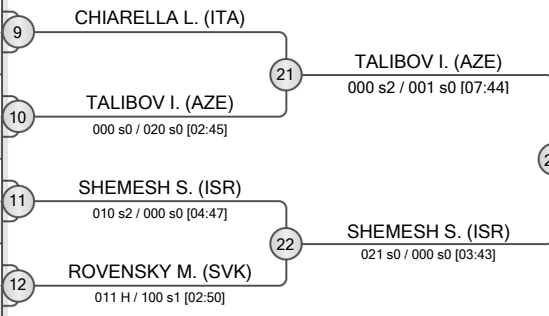 CHIARELLA L. (ITA)
9
21
TALIBOV I. (AZE)
000 s2 / 001 s0 [07:44]
TALIBOV I. (AZE)
10
000 s0 / 020 s0 [02:45]
2
SHEMESH S. (ISR)
11
010 s2 / 000 s0 [04:47]
22
SHEMESH S. (ISR)
021 s0 / 000 s0 [03:43]
ROVENSKY M. (SVK)
12
011 H / 100 s1 [02:50]